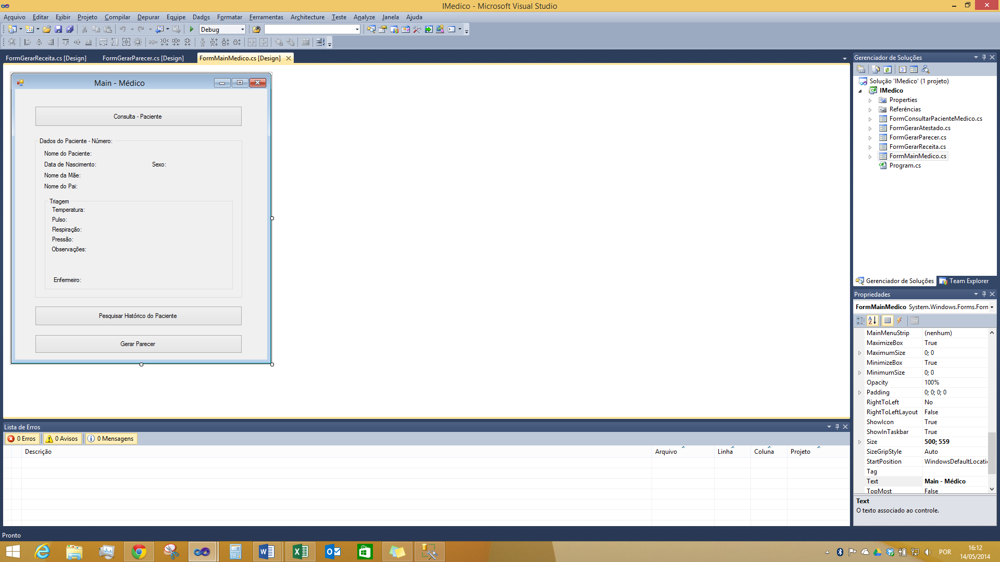 IMedico - Microsoft Visual Studio
Arquivo Editar Exibir Projeto Compilar Depurar Equipe Dados Formatar Ferramentas Architecture Teste Analyze Janela Ajuda
Debug
FormGerarReceita.cs [Design] FormGerarParecer.cs [Design] FormMainMedico.cs [Design]
Main - Médico
Consulta - Paciente
Dados do Paciente - Número:
Nome do Paciente:
Data de Nascimento: Sexo:
Nome da Mãe:
Nome do Pai:
Triagem
Temperatura:
Pulso:
Respiração:
Pressão:
Observações:
Enfermeiro:
Pesquisar Histórico do Paciente
Gerar Parecer
Gerenciador de Soluções
Solução 'IMedico' (1 projeto)
IMedico
Properties
Referências
FormConsultarPacienteMedico.cs
FormGerarAtestado.cs
FormGerarParecer.cs
FormGerarReceita.cs
FormMainMedico.cs
Program.cs
Gerenciador de Soluções Team Explorer
Propriedades
FormMainMedico System.Windows.Forms.Form
MainMenuStrip (nenhum)
MaximizeBox True
MaximumSize 0; 0
MinimizeBox True
MinimumSize 0; 0
Opacity 100%
Padding 0; 0; 0; 0
RightToLeft No
RightToLeftLayout False
ShowIcon True
ShowInTaskbar True
Size 500; 559
SizeGripStyle Auto
StartPosition WindowsDefaultLocati
Tag
Text Main - Médico
TopMost False
Text
O texto associado ao controle.
Lista de Erros
0 Erros 0 Avisos 0 Mensagens
Descrição Arquivo Linha Coluna Projeto
Pronto
POR 16:12
14/05/2014